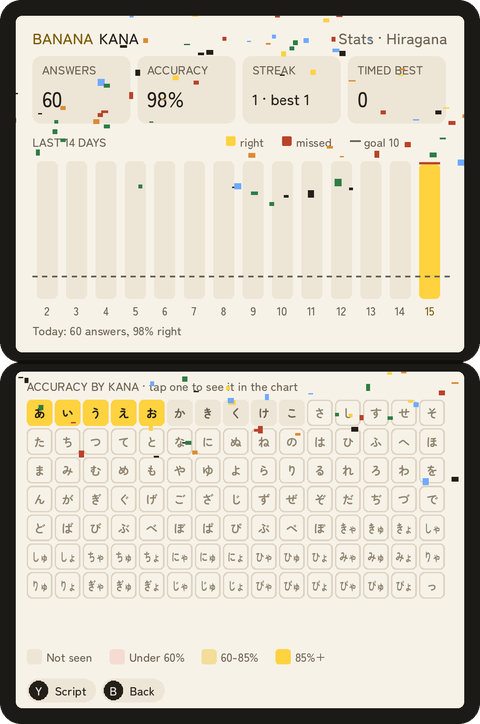 BANANA KANA
Stats · Hiragana
ANSWERS
60
ACCURACY
98%
STREAK
1 · best 1
TIMED BEST
0
LAST 14 DAYS
right
missed
goal 10
2 3 4 5 6 7 8 9 10 11 12 13 14 15
Today: 60 answers, 98% right
ACCURACY BY KANA · tap one to see it in the chart
あ い う え お か き く け こ さ し す せ そ
た ち つ て と な に ぬ ね の は ひ ふ へ ほ
ま み む め も や ゆ よ ら り る れ ろ わ を
ん が ぎ ぐ げ ご ざ じ ず ぜ ぞ だ ぢ づ で
ど ば び ぶ べ ぼ ぱ ぴ ぷ ぺ ぽ きゃ きゅ きょ しゃ
しゅ しょ ちゃ ちゅ ちょ にゃ にゅ にょ ひゃ ひゅ ひょ みゃ みゅ みょ りゃ
りゅ りょ ぎゃ ぎゅ ぎょ じゃ じゅ じょ びゃ びゅ びょ ぴゃ ぴゅ ぴょ っ
Not seen
Under 60%
60-85%
85%+
Y Script
B Back